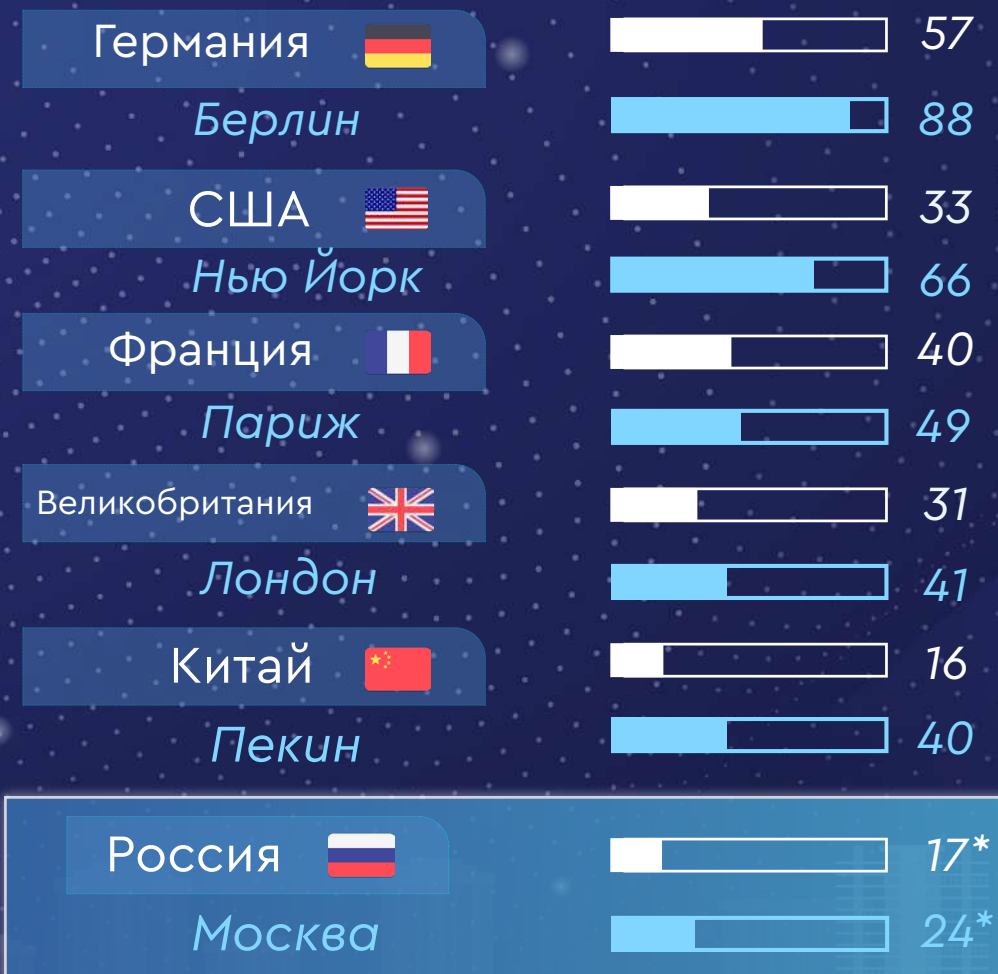 Германия 57
Берлин 88
США 33
Нью Йорк 66
Франция 40
Париж 49
Великобритания 31
Лондон 41
Китай 16
Пекин 40
Россия 17*
Москва 24*